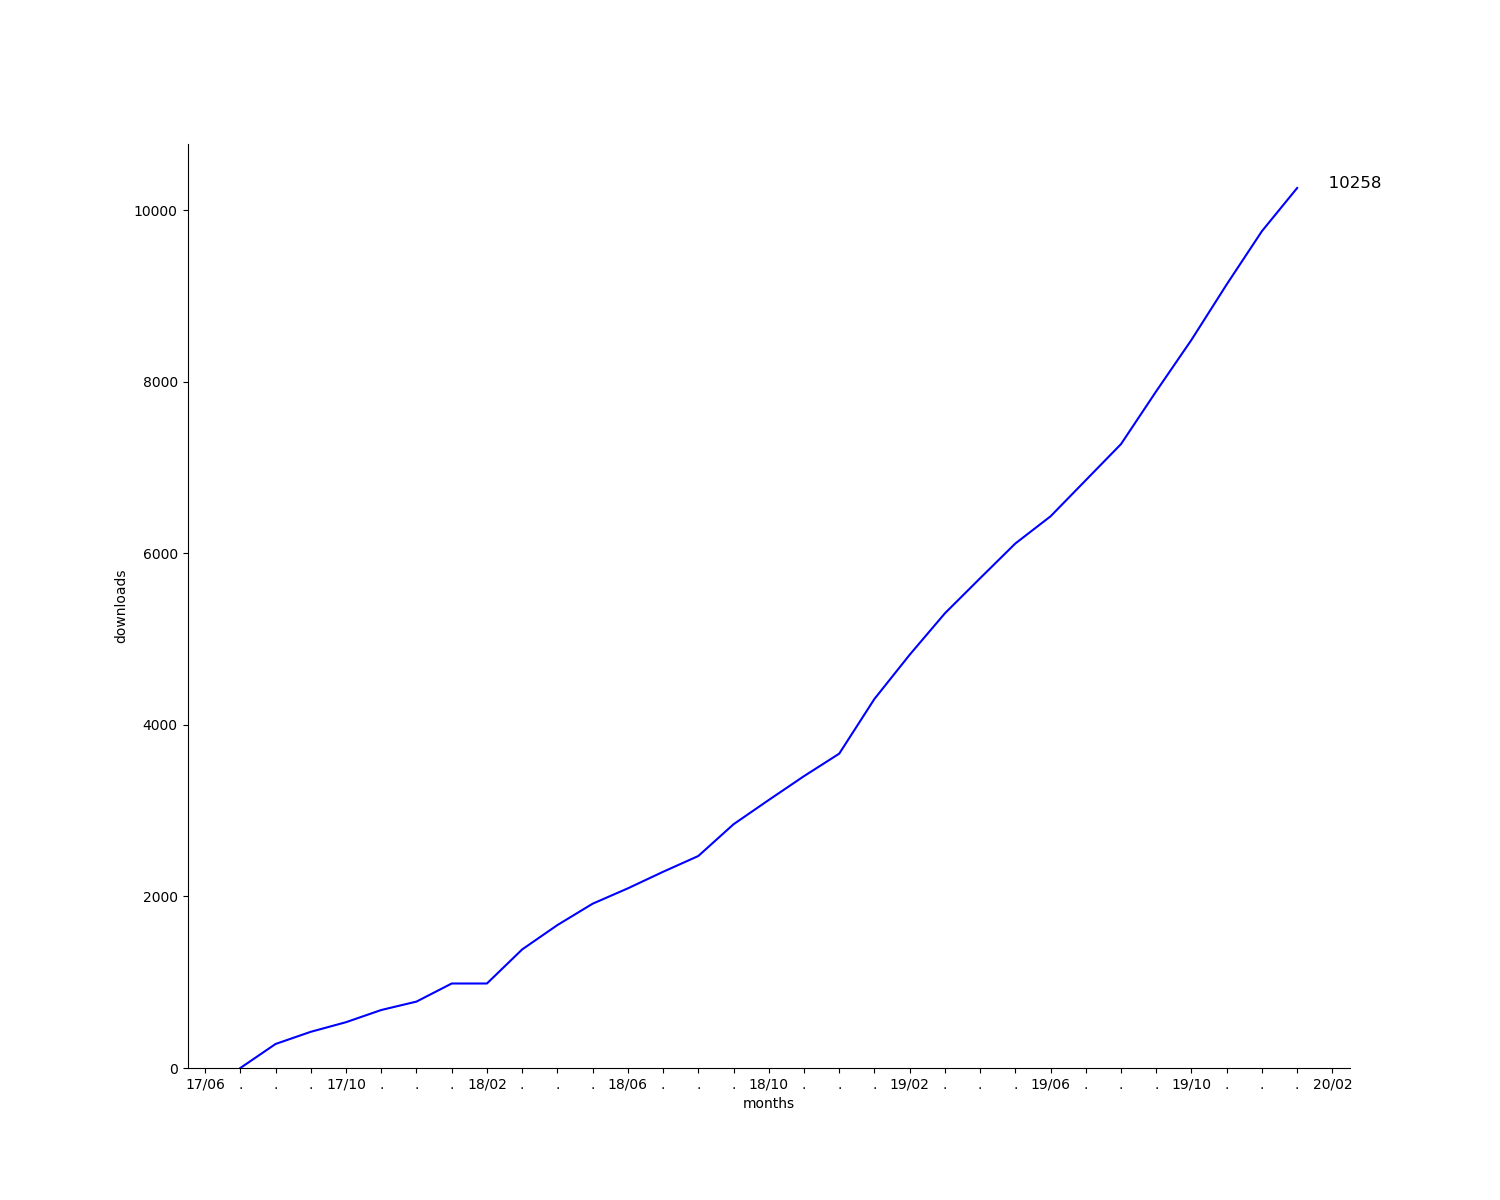 10258
10000
8000
6000
4000
2000
0
downloads
17/06 . . . 17/10 . . . 18/02 . . . 18/06 . . . 18/10 . . . 19/02 . . . 19/06 . . . 19/10 . . . 20/02
months